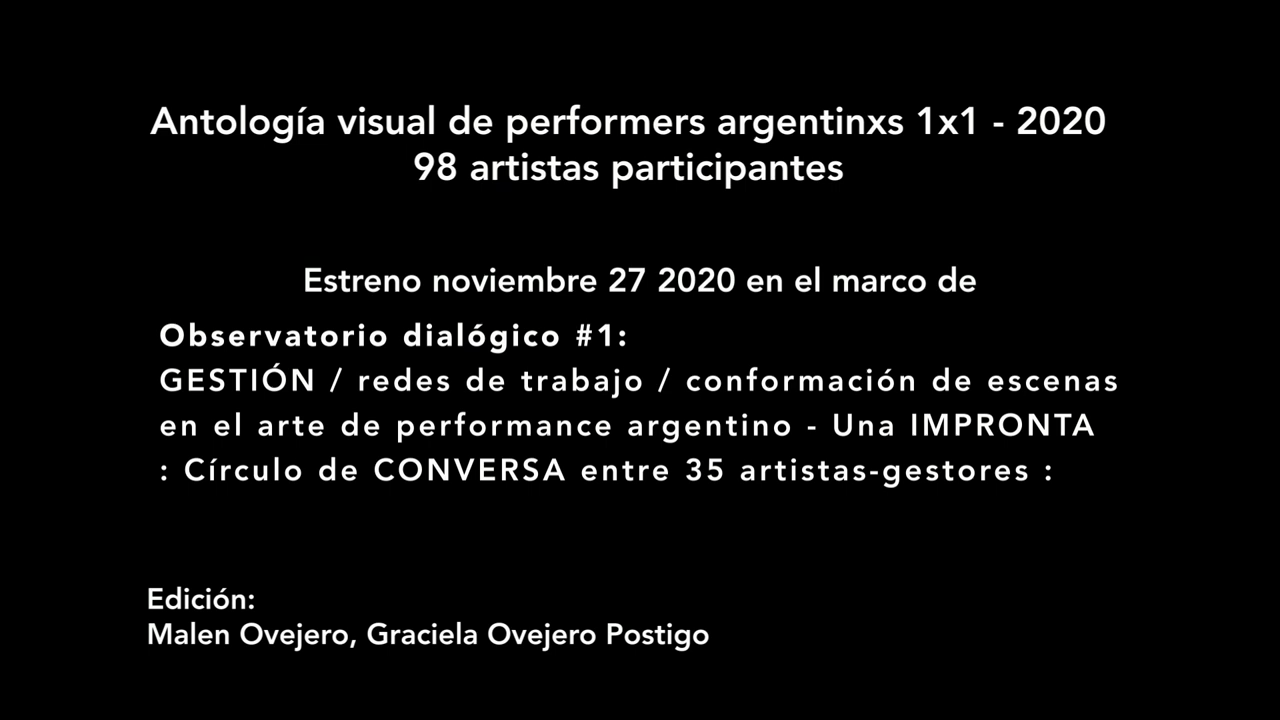 Antología visual de performers argentinxs 1x1 - 2020
98 artistas participantes
Estreno noviembre 27 2020 en el marco de
Observatorio dialógico #1:
GESTIÓN / redes de trabajo / conformación de escenas
en el arte de performance argentino - Una IMPRONTA
: Círculo de CONVERSA entre 35 artistas-gestores :
Edición:
Malen Ovejero, Graciela Ovejero Postigo